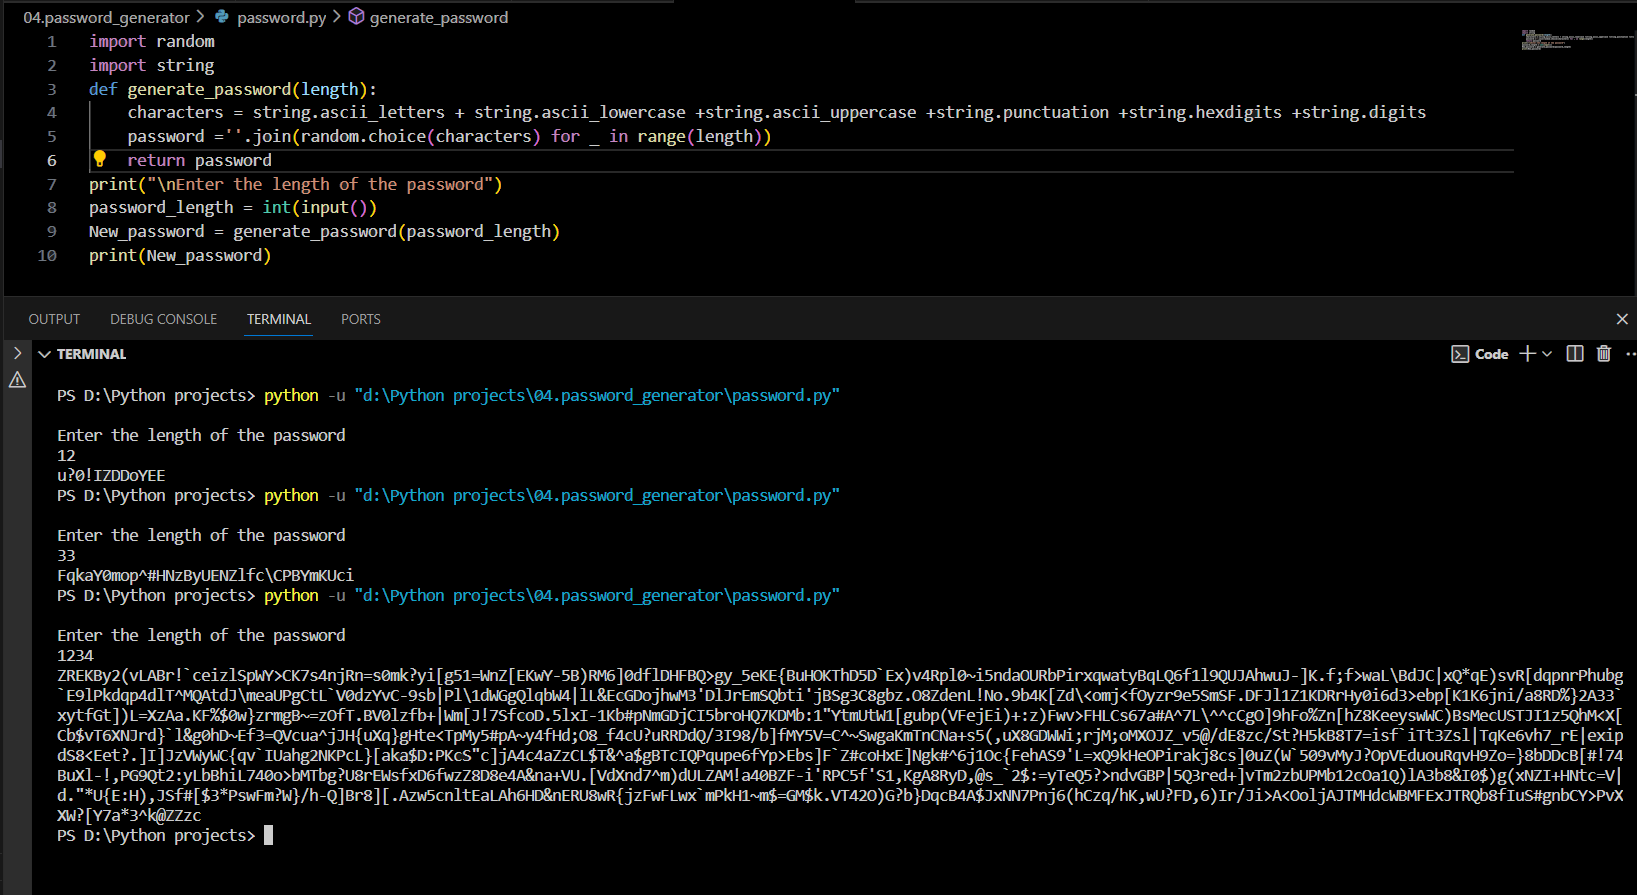 04.password_generator > password.py > generate_password
1 import random
2 import string
3 def generate_password(length):
4 characters = string.ascii_letters + string.ascii_lowercase +string.ascii_uppercase +string.punctuation +string.hexdigits +string.digits
5 password =''.join(random.choice(characters) for _ in range(length))
6 return password
7 print("\nEnter the length of the password")
8 password_length = int(input())
9 New_password = generate_password(password_length)
10 print(New_password)
OUTPUT DEBUG CONSOLE TERMINAL PORTS
TERMINAL
Code
PS D:\Python projects> python -u "d:\Python projects\04.password_generator\password.py"
Enter the length of the password
12
u?0!IZDDoYEE
PS D:\Python projects> python -u "d:\Python projects\04.password_generator\password.py"
Enter the length of the password
33
FqkaY0mop^#HNzByUENZlfc\CPBYmKUci
PS D:\Python projects> python -u "d:\Python projects\04.password_generator\password.py"
Enter the length of the password
1234
ZREKBy2(vLABr!`ceizlSpWY>CK7s4njRn=s0mk?yi[g51=WnZ[EKwY-5B)RM6]0dflDHFBQ>gy_5eKE{BuHOKThD5D`Ex)v4Rpl0~i5ndaOURbPirxqwatyBqLQ6f1l9QUJAhwuJ-]K.f;f>waL\BdJC|xQ*qE)svR[dqpnrPhubg
`E9lPkdqp4dlT^MQAtdJ\meaUPgCtL`V0dzYvC-9sb|Pl\1dWGgQlqbW4|lL&EcGDojhwM3'DlJrEmSQbti'jBSg3C8gbz.O8ZdenL!No.9b4K[Zd\<omj<fOyzr9e5SmSF.DFJl1Z1KDRrHy0i6d3>ebp[K1K6jni/a8RD%}2A33`
xytfGt])L=XzAa.KF%$0w}zrmgB~=zOfT.BV0lzfb+|Wm[J!7SfcoD.5lxI-1Kb#pNmGDjCI5broHQ7KDMb:1"YtmUtW1[gubp(VFejEi)+:z)Fwv>FHLCs67a#A^7L\^^cCgO]9hFo%Zn[hZ8KeeyswWC)BsMecUSTJI1z5QhM<X[
Cb$vT6XNJrd}`l&g0hD~Ef3=QVcua^jJH{uXq}gHte<TpMy5#pA~y4fHd;O8_f4cU?uRRDdQ/3I98/b]fMY5V=C^~SwgaKmTnCNa+s5(,uX8GDWWi;rjM;oMXOJZ_v5@/dE8zc/St?H5kB8T7=isf`iTt3Zsl|TqKe6vh7_rE|exip
dS8<Eet?.]I]JzVWyWC{qv`IUahg2NKPcL}[aka$D:PKcS"c]jA4c4aZzCL$T&^a$gBTcIQPqupe6fYp>Ebs]F`Z#coHxE]Ngk#^6j1Oc{FehAS9'L=xQ9kHeOPirakj8cs]0uZ(W`509vMyJ?OpVEduouRqvH9Zo=}8bDDcB[#!74
BuXl-!,PG9Qt2:yLbBhiL740o>bMTbg?U8rEWsfxD6fwzZ8D8e4A&na+VU.[VdXnd7^m)dULZAM!a40BZF-i'RPC5f'S1,KgA8RyD,@s_`2$:=yTeQ5?>ndvGBP|5Q3red+]vTm2zbUPMb12cOa1Q)lA3b8&I0$)g(xNZI+HNtc=V|
d."*U{E:H),JSf#[$3*PswFm?W}/h-Q]Br8][.Azw5cnltEaLAh6HD&nERU8wR{jzFwFLwx`mPkH1~m$=GM$k.VT42O)G?b}DqcB4A$JxNN7Pnj6(hCzq/hK,wU?FD,6)Ir/Ji>A<OoljAJTMHdcWBMFExJTRQb8fIuS#gnbCY>PvX
XW?[Y7a*3^k@ZZzc
PS D:\Python projects>